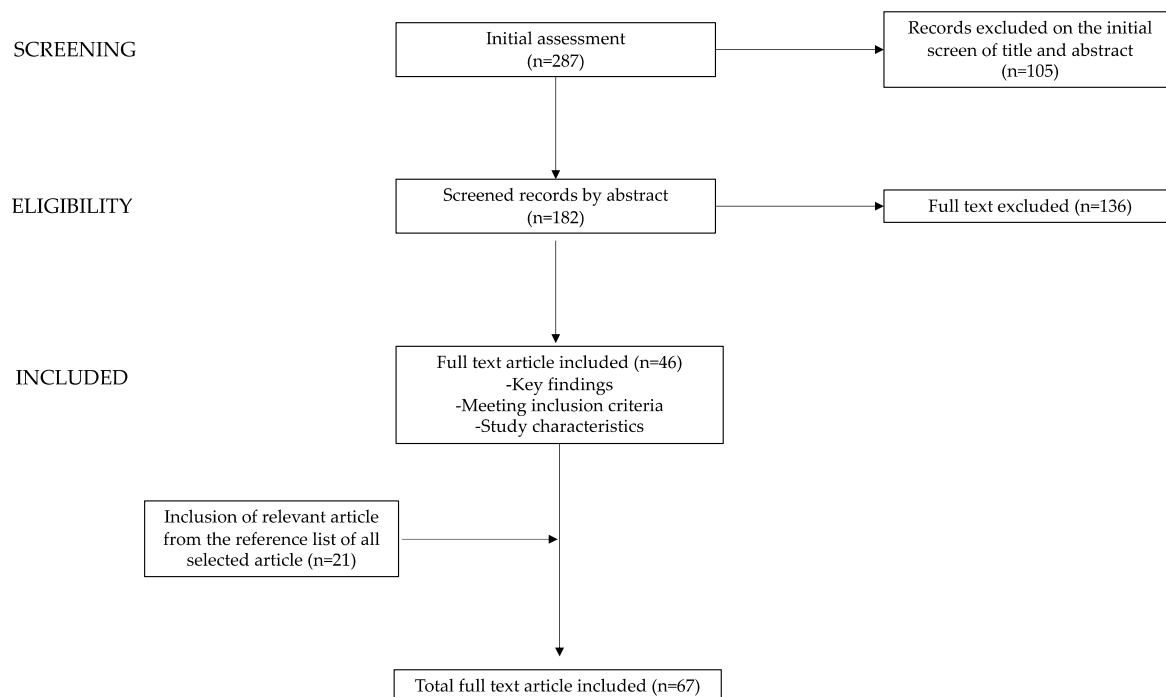 SCREENING
Initial assessment
(n=287)
Records excluded on the initial
screen of title and abstract
(n=105)
ELIGIBILITY
Screened records by abstract
(n=182)
Full text excluded (n=136)
INCLUDED
Full text article included (n=46)
-Key findings
-Meeting inclusion criteria
-Study characteristics
Inclusion of relevant article
from the reference list of all
selected article (n=21)
Total full text article included (n=67)